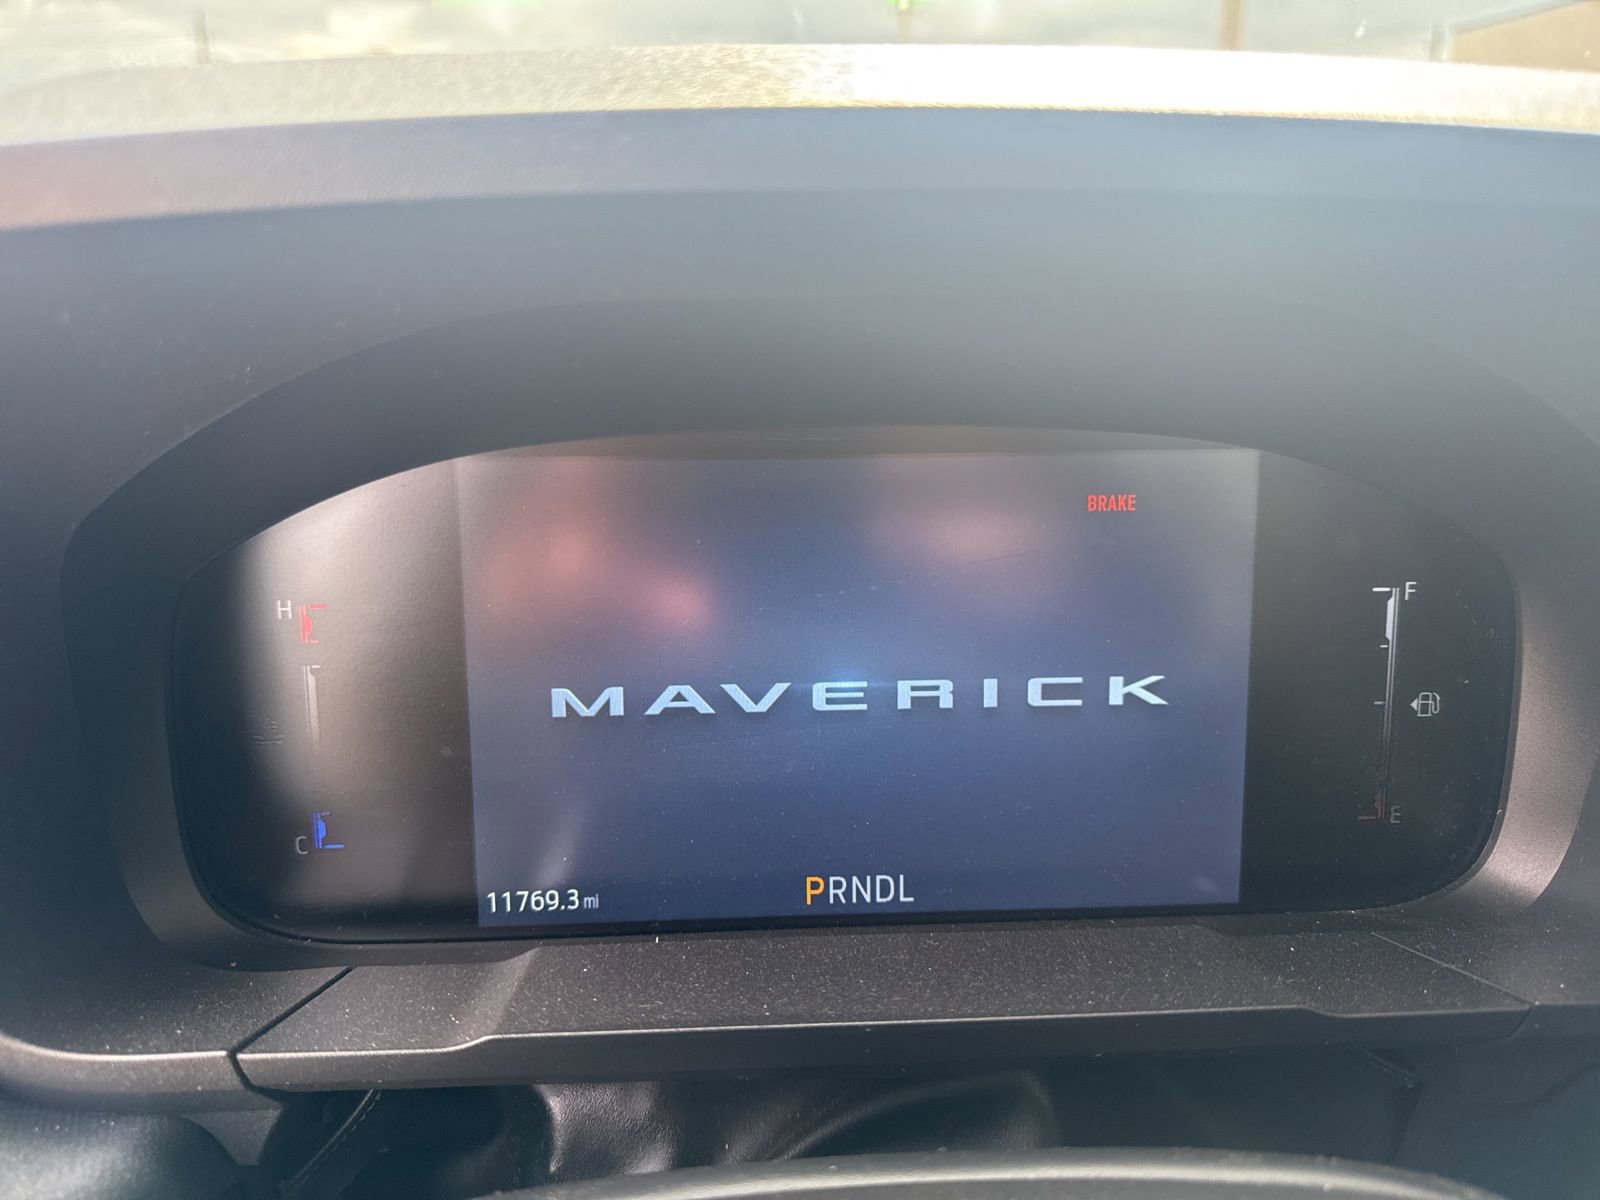 BRAKE
H
F
MAVERICK
E
C
PRNDL
11769.3 mi